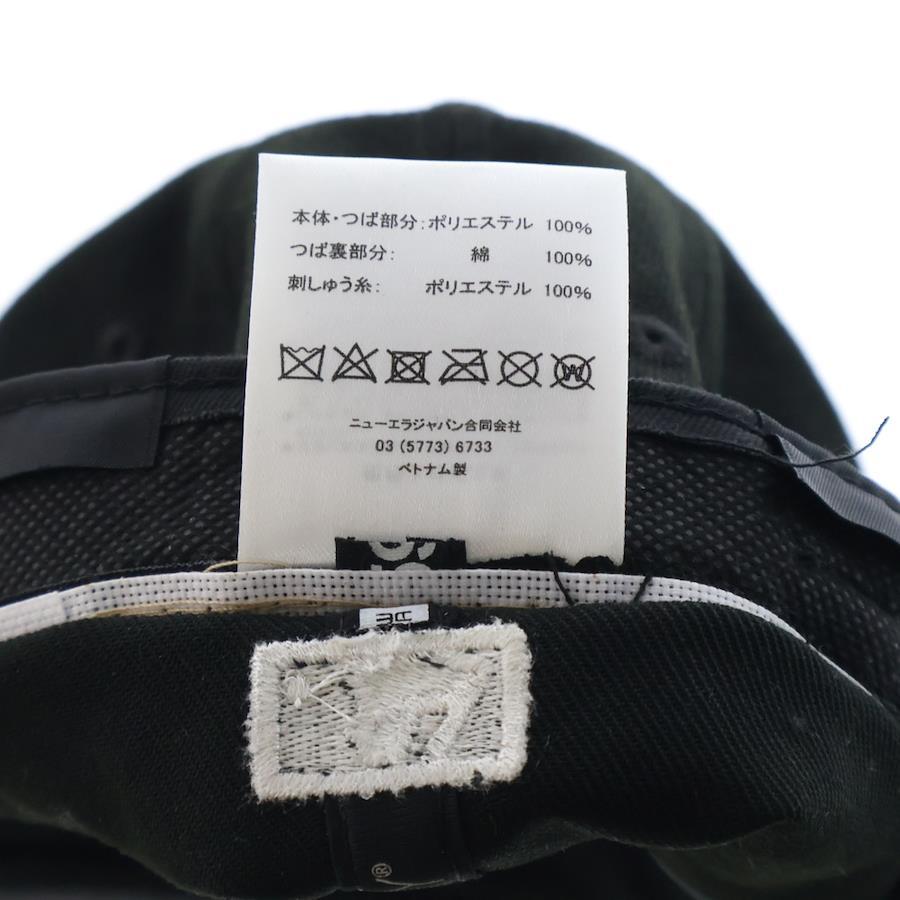 本体・つば部分:ポリエステル 100%
つば裏部分: 綿 100%
刺しゅう糸: ポリエステル 100%
W
ニューエラジャパン合同会社
03 (5773) 6733
ベトナム製
®